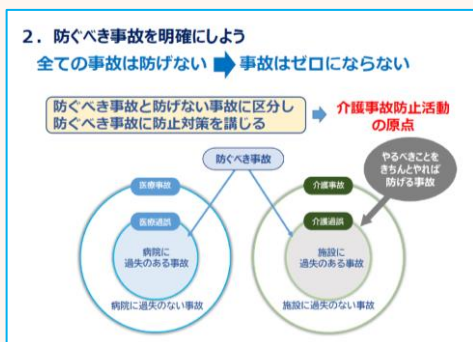 2．防ぐべき事故を明確にしよう
全ての事故は防げない ➡ 事故はゼロにならない
防ぐべき事故と防げない事故に区分し
防ぐべき事故に防止対策を講じる
介護事故防止活動
の原点
防ぐべき事故
やるべきことを
きちんとやれば
防げる事故
医療事故
医療過誤
病院に
過失のある事故
病院に過失のない事故
介護事故
介護過誤
施設に
過失のある事故
施設に過失のない事故